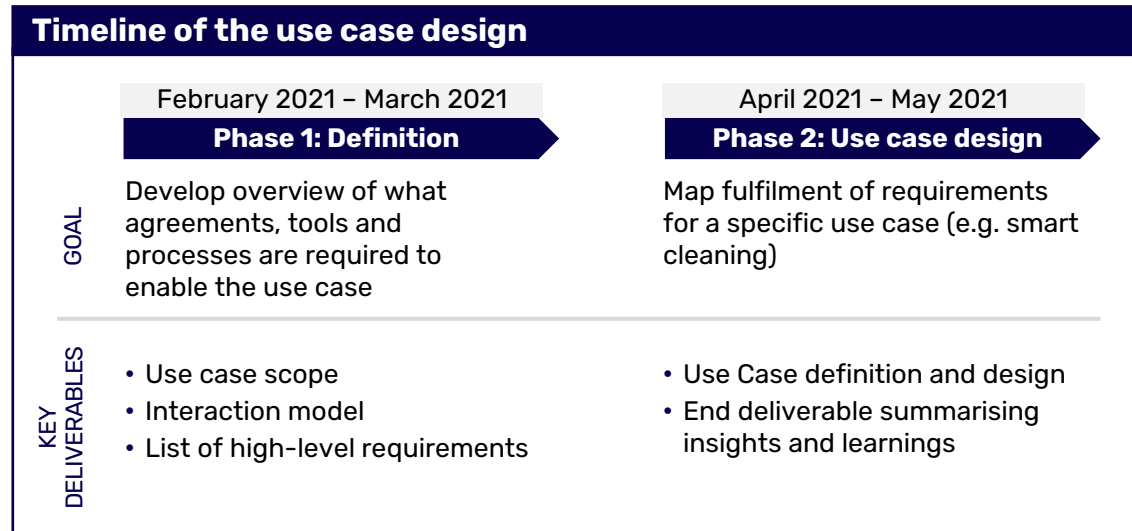 Timeline of the use case design
February 2021 – March 2021
Phase 1: Definition
April 2021 – May 2021
Phase 2: Use case design
GOAL
Develop overview of what
agreements, tools and
processes are required to
enable the use case
Map fulfilment of requirements
for a specific use case (e.g. smart
cleaning)
KEY
DELIVERABLES
• Use case scope
• Interaction model
• List of high-level requirements
• Use Case definition and design
• End deliverable summarising
insights and learnings